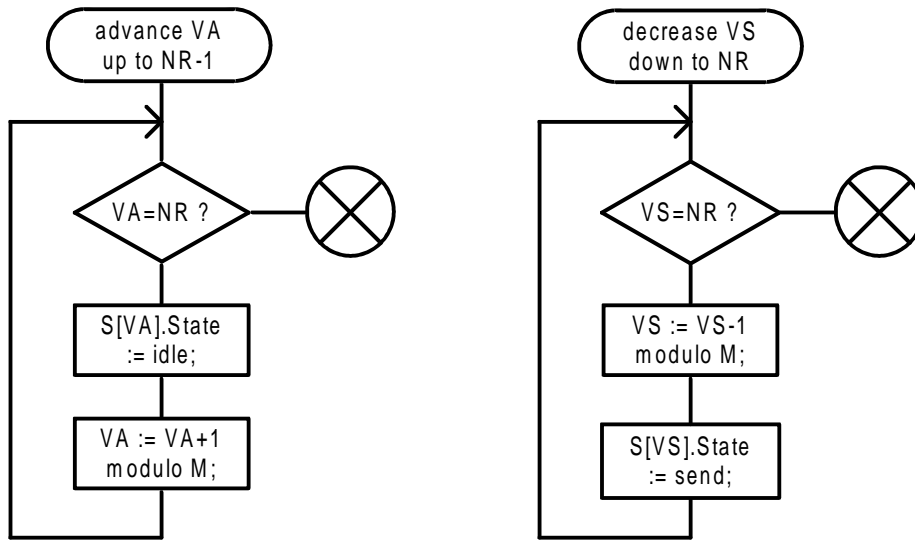 advance VA
up to NR-1
VA=NR ?
S[VA].State
:= idle;
VA := VA+1
modulo M;
decrease VS
down to NR
VS=NR ?
VS := VS-1
modulo M;
S[VS].State
:= send;